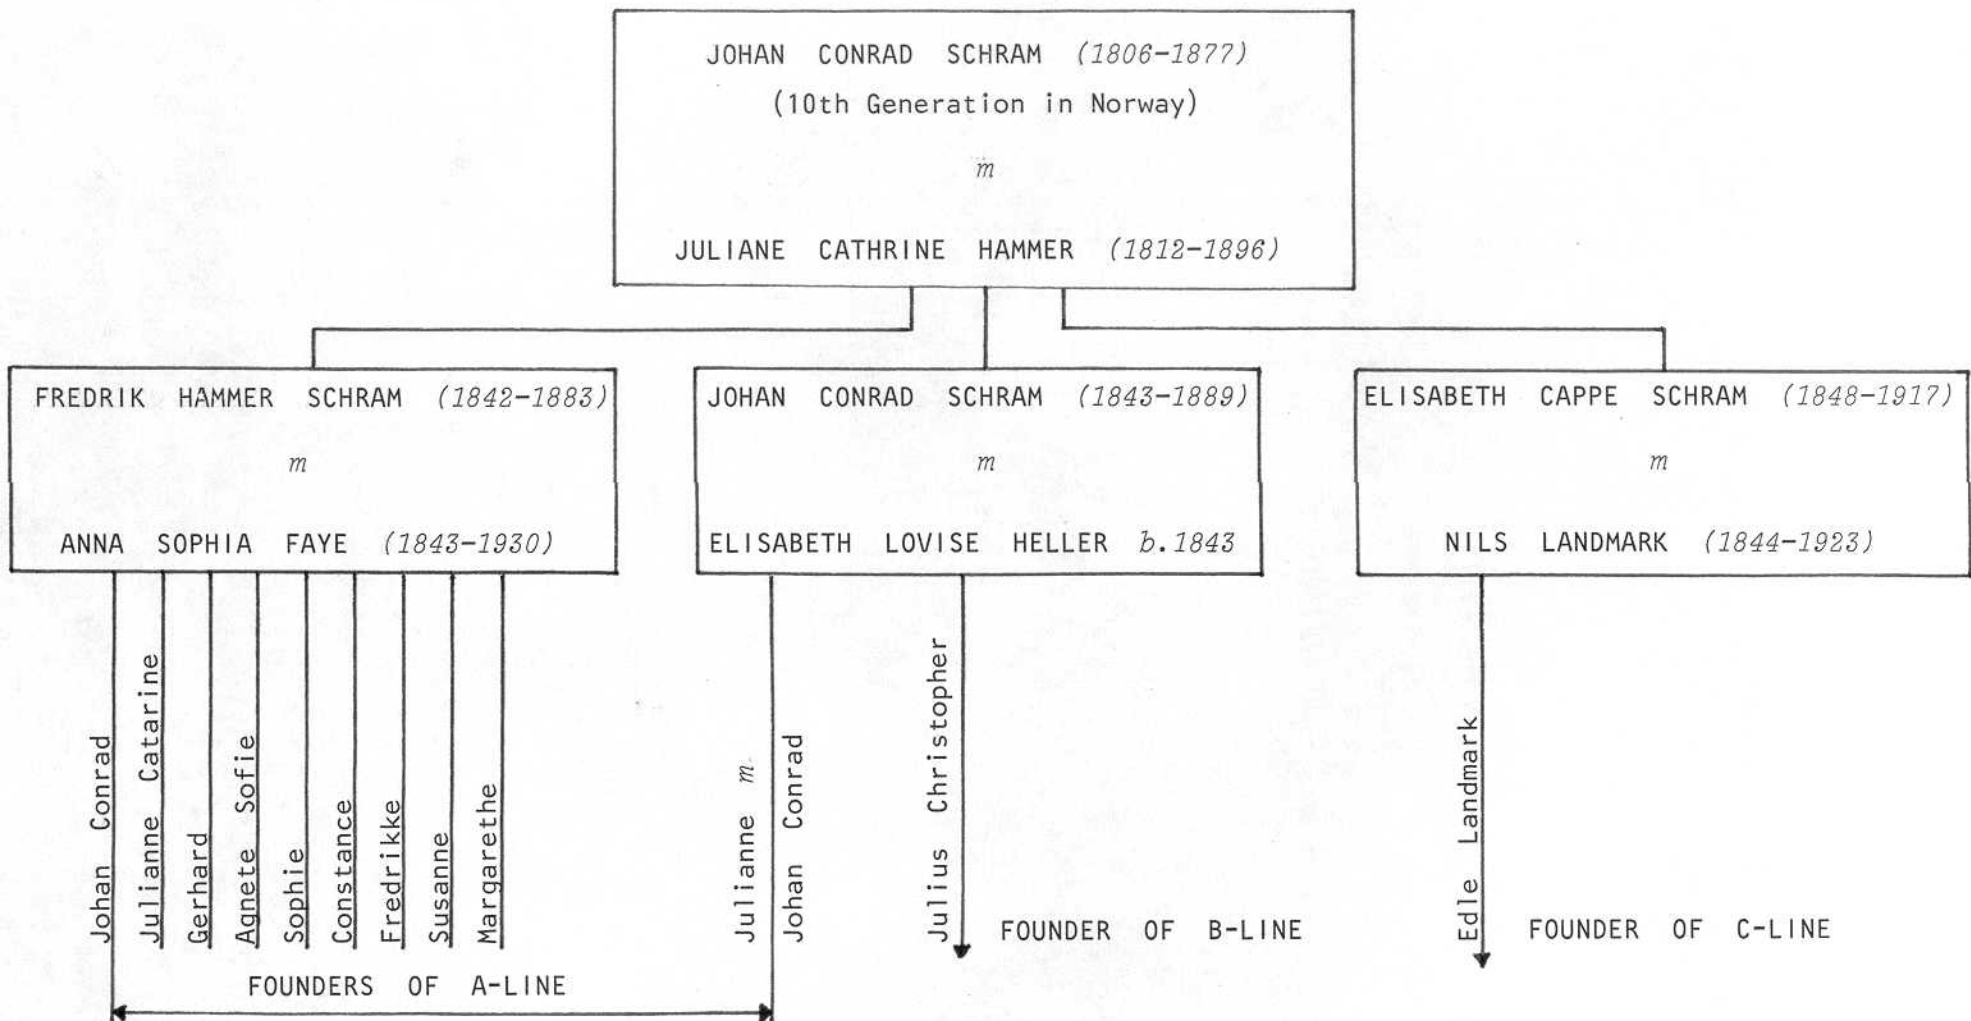 JOHAN CONRAD SCHRAM (1806-1877)
(10th Generation in Norway)
m
JULIANE CATHRINE HAMMER (1812-1896)
FREDRIK HAMMER SCHRAM (1842-1883)
m
ANNA SOPHIA FAYE (1843-1930)
JOHAN CONRAD SCHRAM (1843-1889)
m
ELISABETH LOVISE HELLER b.1843
ELISABETH CAPPE SCHRAM (1848-1917)
m
NILS LANDMARK (1844-1923)
Johan Conrad
Julianne Catarine
Gerhard
Agnete Sofie
Sophie
Constance
Fredrikke
Susanne
Margarethe
Julianne m.
Johan Conrad
Julius Christopher
FOUNDER OF B-LINE
Edle Landmark
FOUNDER OF C-LINE
FOUNDERS OF A-LINE